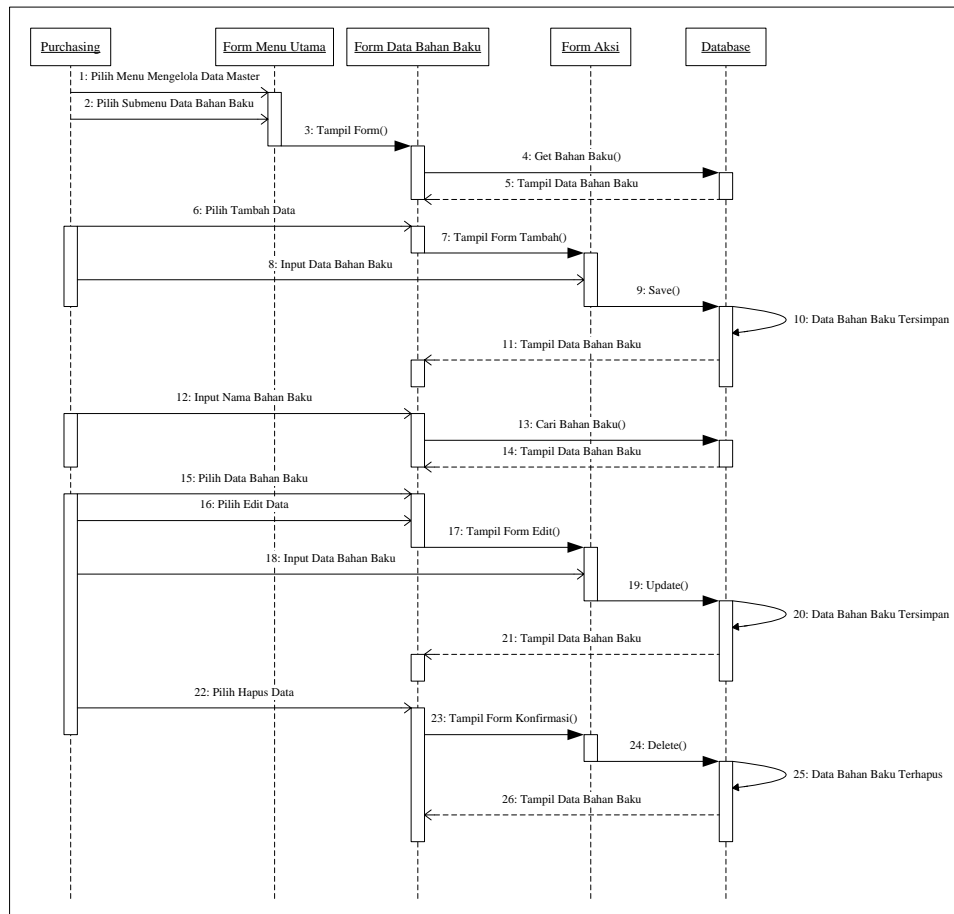 Purchasing
Form Menu Utama
Form Data Bahan Baku
Form Aksi
Database
1: Pilih Menu Mengelola Data Master
2: Pilih Submenu Data Bahan Baku
3: Tampil Form()
4: Get Bahan Baku()
5: Tampil Data Bahan Baku
6: Pilih Tambah Data
7: Tampil Form Tambah()
8: Input Data Bahan Baku
9: Save()
10: Data Bahan Baku Tersimpan
11: Tampil Data Bahan Baku
12: Input Nama Bahan Baku
13: Cari Bahan Baku()
14: Tampil Data Bahan Baku
15: Pilih Data Bahan Baku
16: Pilih Edit Data
17: Tampil Form Edit()
18: Input Data Bahan Baku
19: Update()
20: Data Bahan Baku Tersimpan
21: Tampil Data Bahan Baku
22: Pilih Hapus Data
23: Tampil Form Konfirmasi()
24: Delete()
25: Data Bahan Baku Terhapus
26: Tampil Data Bahan Baku